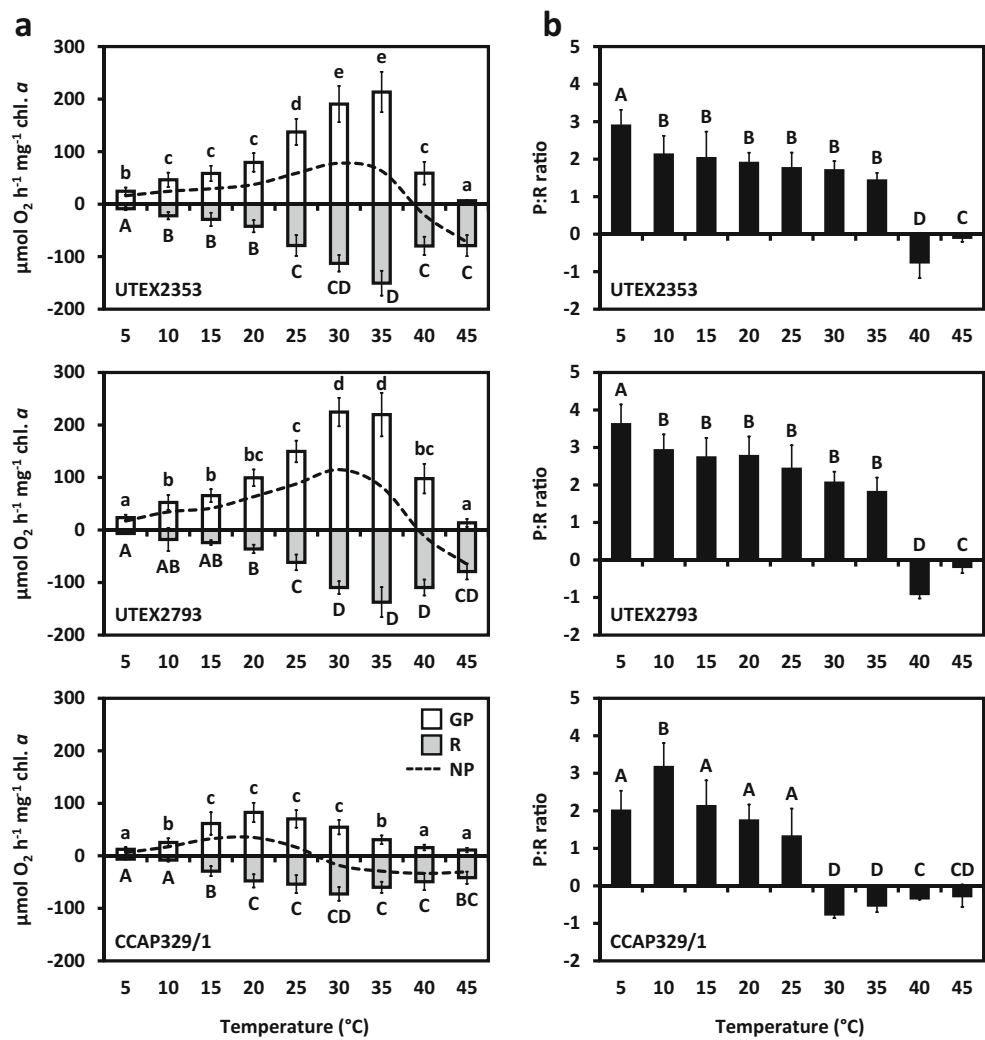 a
b
300
200
100
0
-100
-200
µmol O2 h-1 mg-1 chl. a
b
c
c
c
d
e
e
c
a
A
B
B
B
C
CD
D
C
C
UTEX2353
5 10 15 20 25 30 35 40 45
5
4
3
2
1
0
-1
-2
P:R ratio
A
B
B
B
B
B
B
D
C
UTEX2353
5 10 15 20 25 30 35 40 45
300
200
100
0
-100
-200
µmol O2 h-1 mg-1 chl. a
a
b
b
bc
c
d
d
bc
a
A
AB
AB
B
C
D
D
D
CD
UTEX2793
5 10 15 20 25 30 35 40 45
5
4
3
2
1
0
-1
-2
P:R ratio
A
B
B
B
B
B
B
D
C
UTEX2793
5 10 15 20 25 30 35 40 45
300
200
100
0
-100
-200
µmol O2 h-1 mg-1 chl. a
GP
R
NP
a
b
c
c
c
c
b
a
a
A
A
B
C
C
CD
C
C
BC
CCAP329/1
5 10 15 20 25 30 35 40 45
Temperature (°C)
5
4
3
2
1
0
-1
-2
P:R ratio
A
B
A
A
A
D
D
C
CD
CCAP329/1
5 10 15 20 25 30 35 40 45
Temperature (°C)